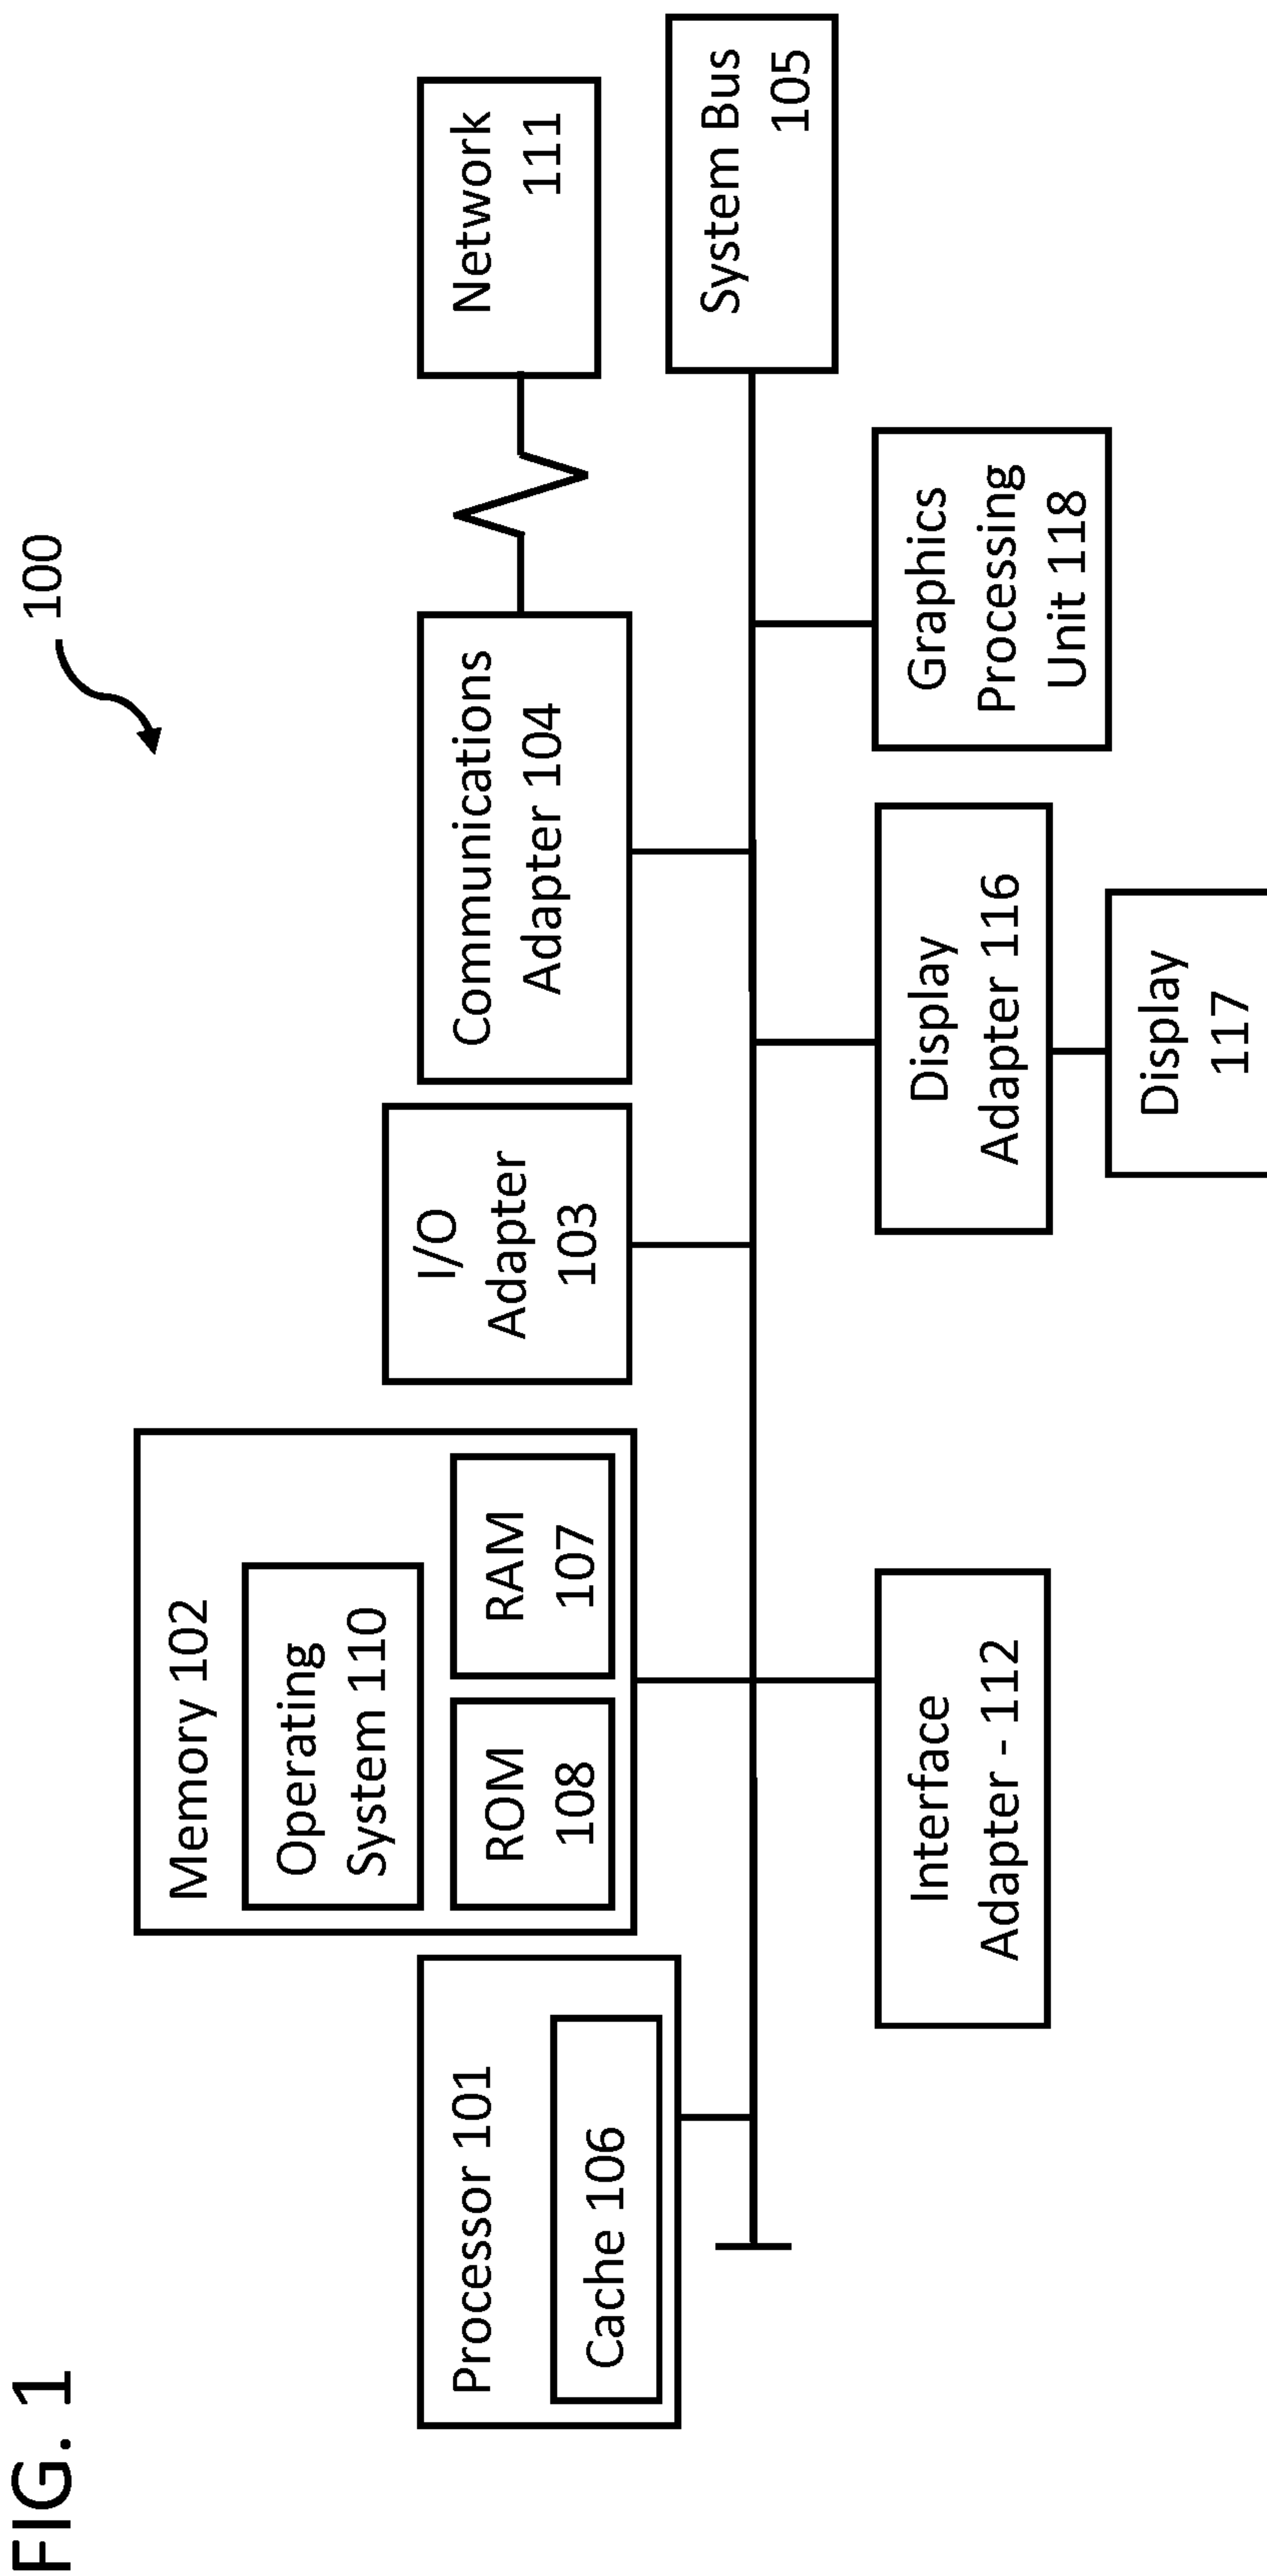 FIG. 1
100
Processor 101
Cache 106
Memory 102
Operating
System 110
ROM
108
RAM
107
I/O
Adapter
103
Communications
Adapter 104
Network
111
System Bus
105
Interface
Adapter - 112
Display
Adapter 116
Display
117
Graphics
Processing
Unit 118